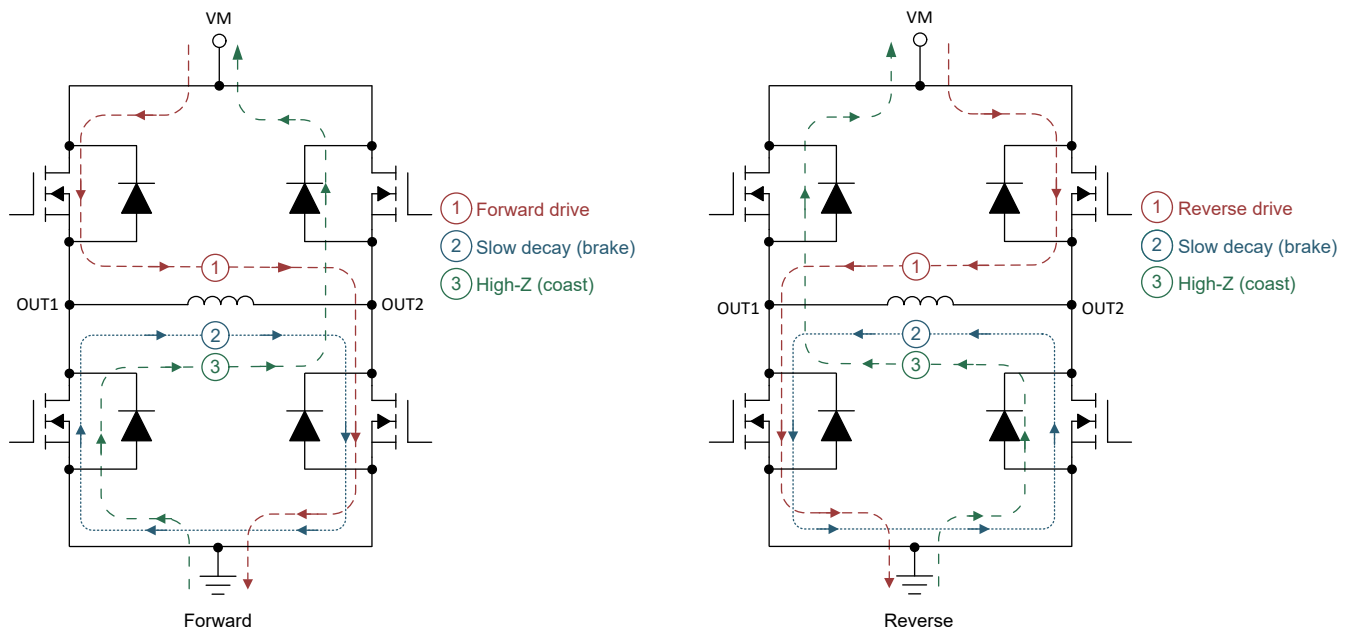 VM
1 Forward drive
2 Slow decay (brake)
3 High-Z (coast)
1
OUT1
OUT2
2
3
Forward
VM
1 Reverse drive
2 Slow decay (brake)
3 High-Z (coast)
1
OUT1
OUT2
2
3
Reverse